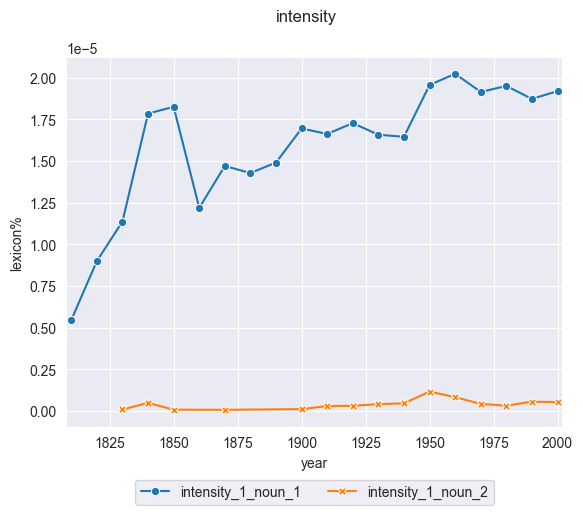 intensity
1e−5
2.00
1.75
1.50
1.25
1.00
0.75
0.50
0.25
0.00
lexicon%
1825 1850 1875 1900 1925 1950 1975 2000
year
intensity_1_noun_1 intensity_1_noun_2